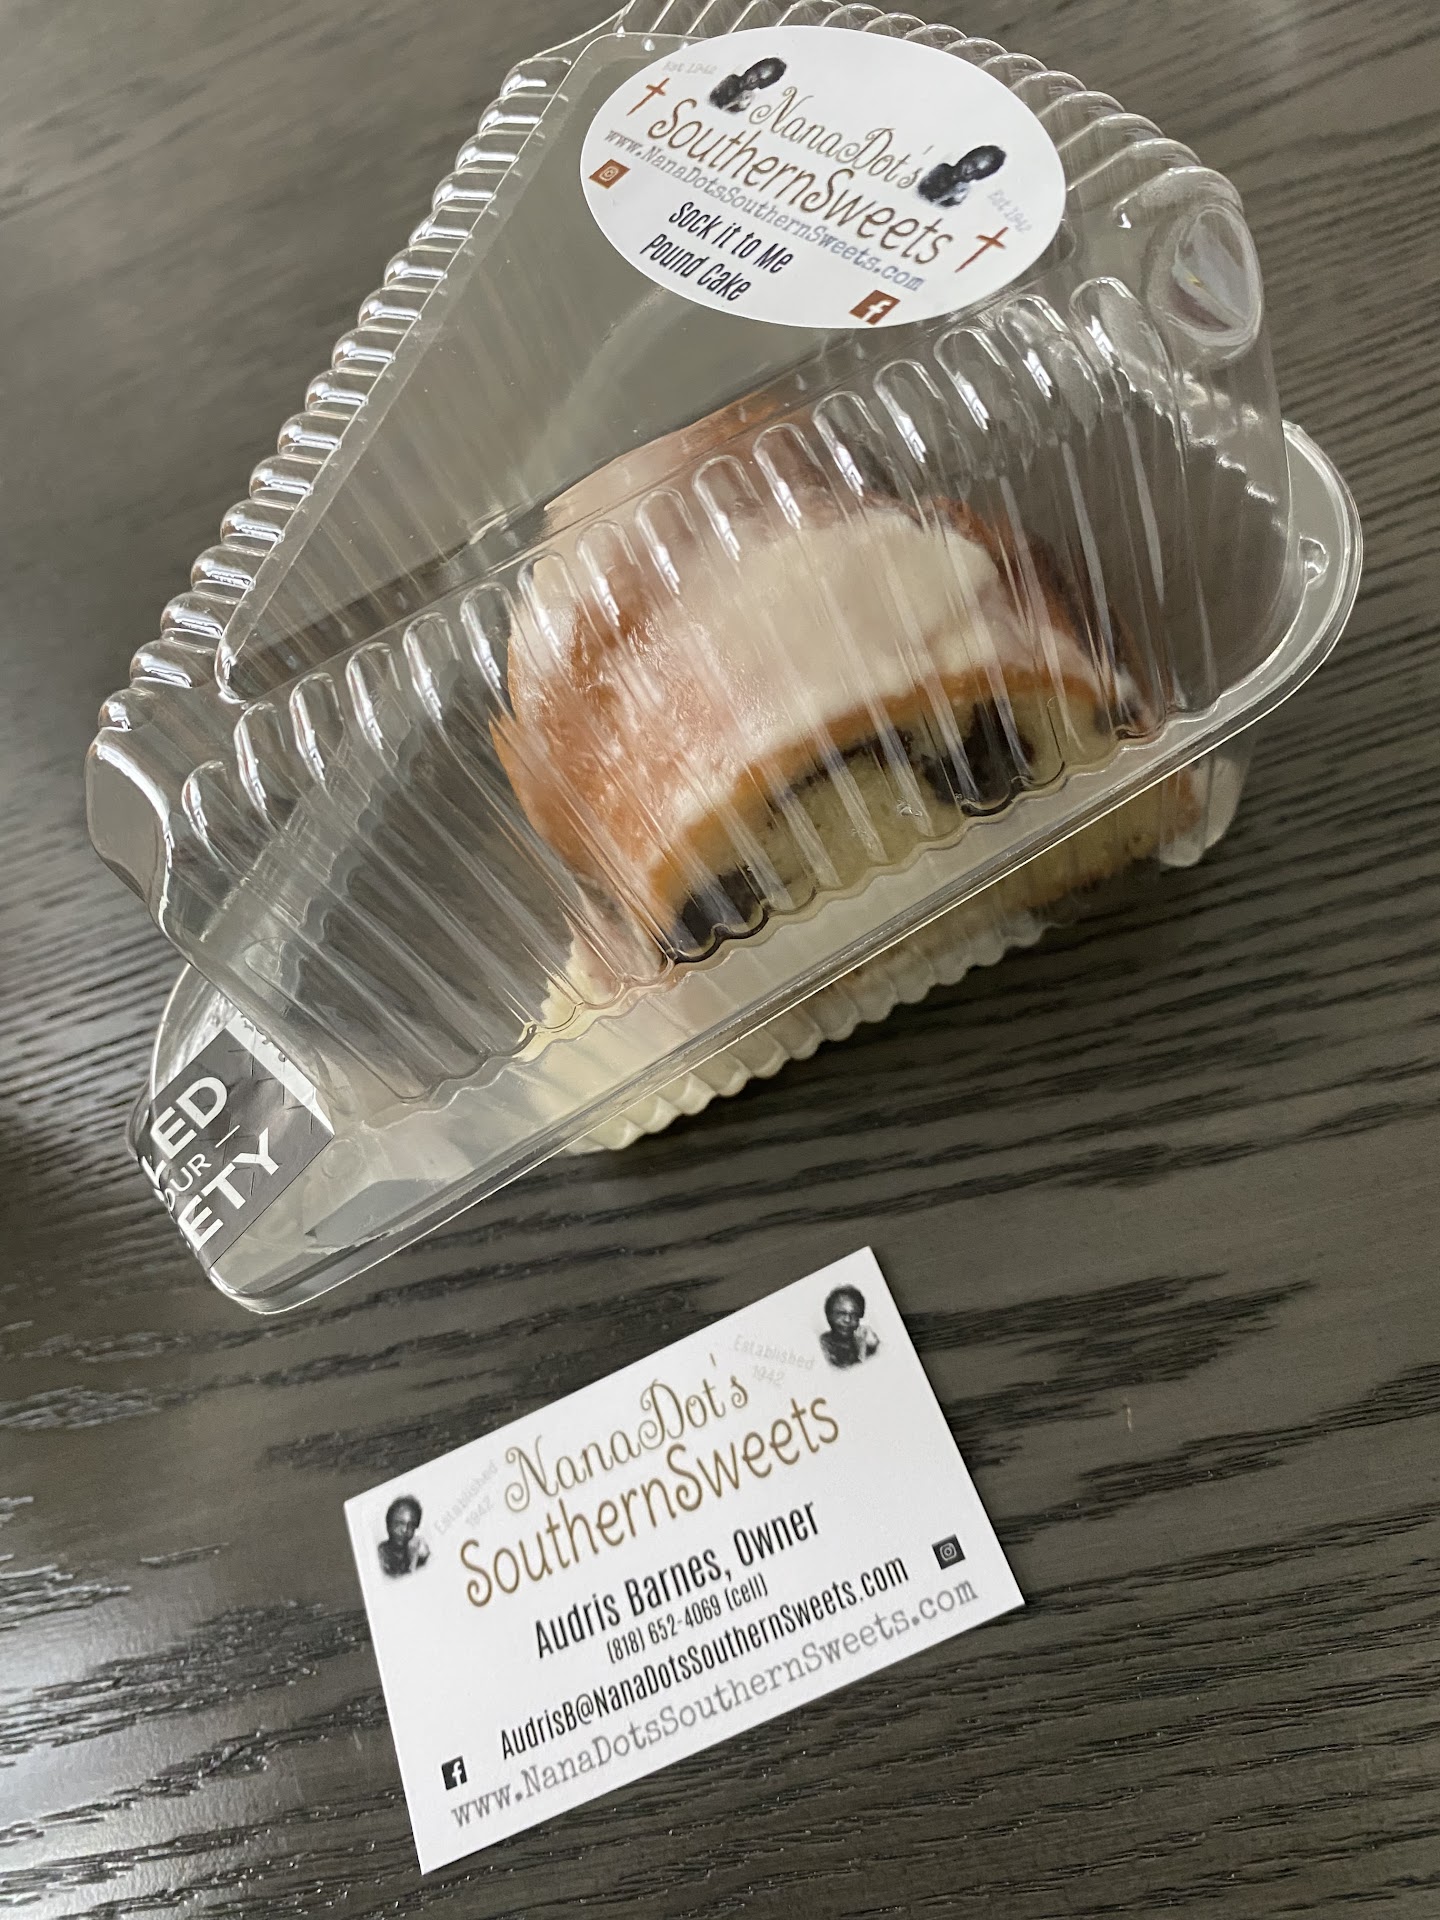 Est 1942
NanaDot's
SouthernSweets
Est 1942
www.NanaDotsSouthernSweets.com
Sock it to Me
Pound Cake
LED
OUR
ETY
Established
1942
NanaDot's
Established
1942
SouthernSweets
Audris Barnes, Owner
(818) 652-4069 (cell)
AudrisB@NanaDotsSouthernSweets.com
www.NanaDotsSouthernSweets.com